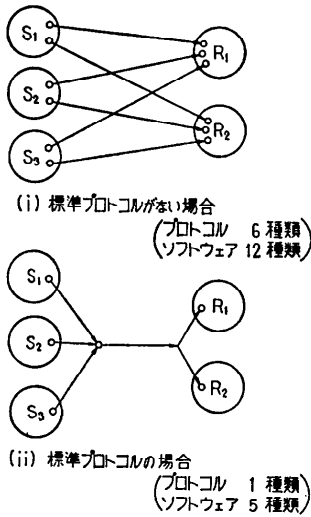 S₁
R₁
S₂
R₂
S₃
(i) 標準プロトコルがない場合
(プロトコル 6 種類
ソフトウェア 12 種類)
S₁
R₁
S₂
R₂
S₃
(ii) 標準プロトコルの場合
(プロトコル 1 種類
ソフトウェア 5 種類)